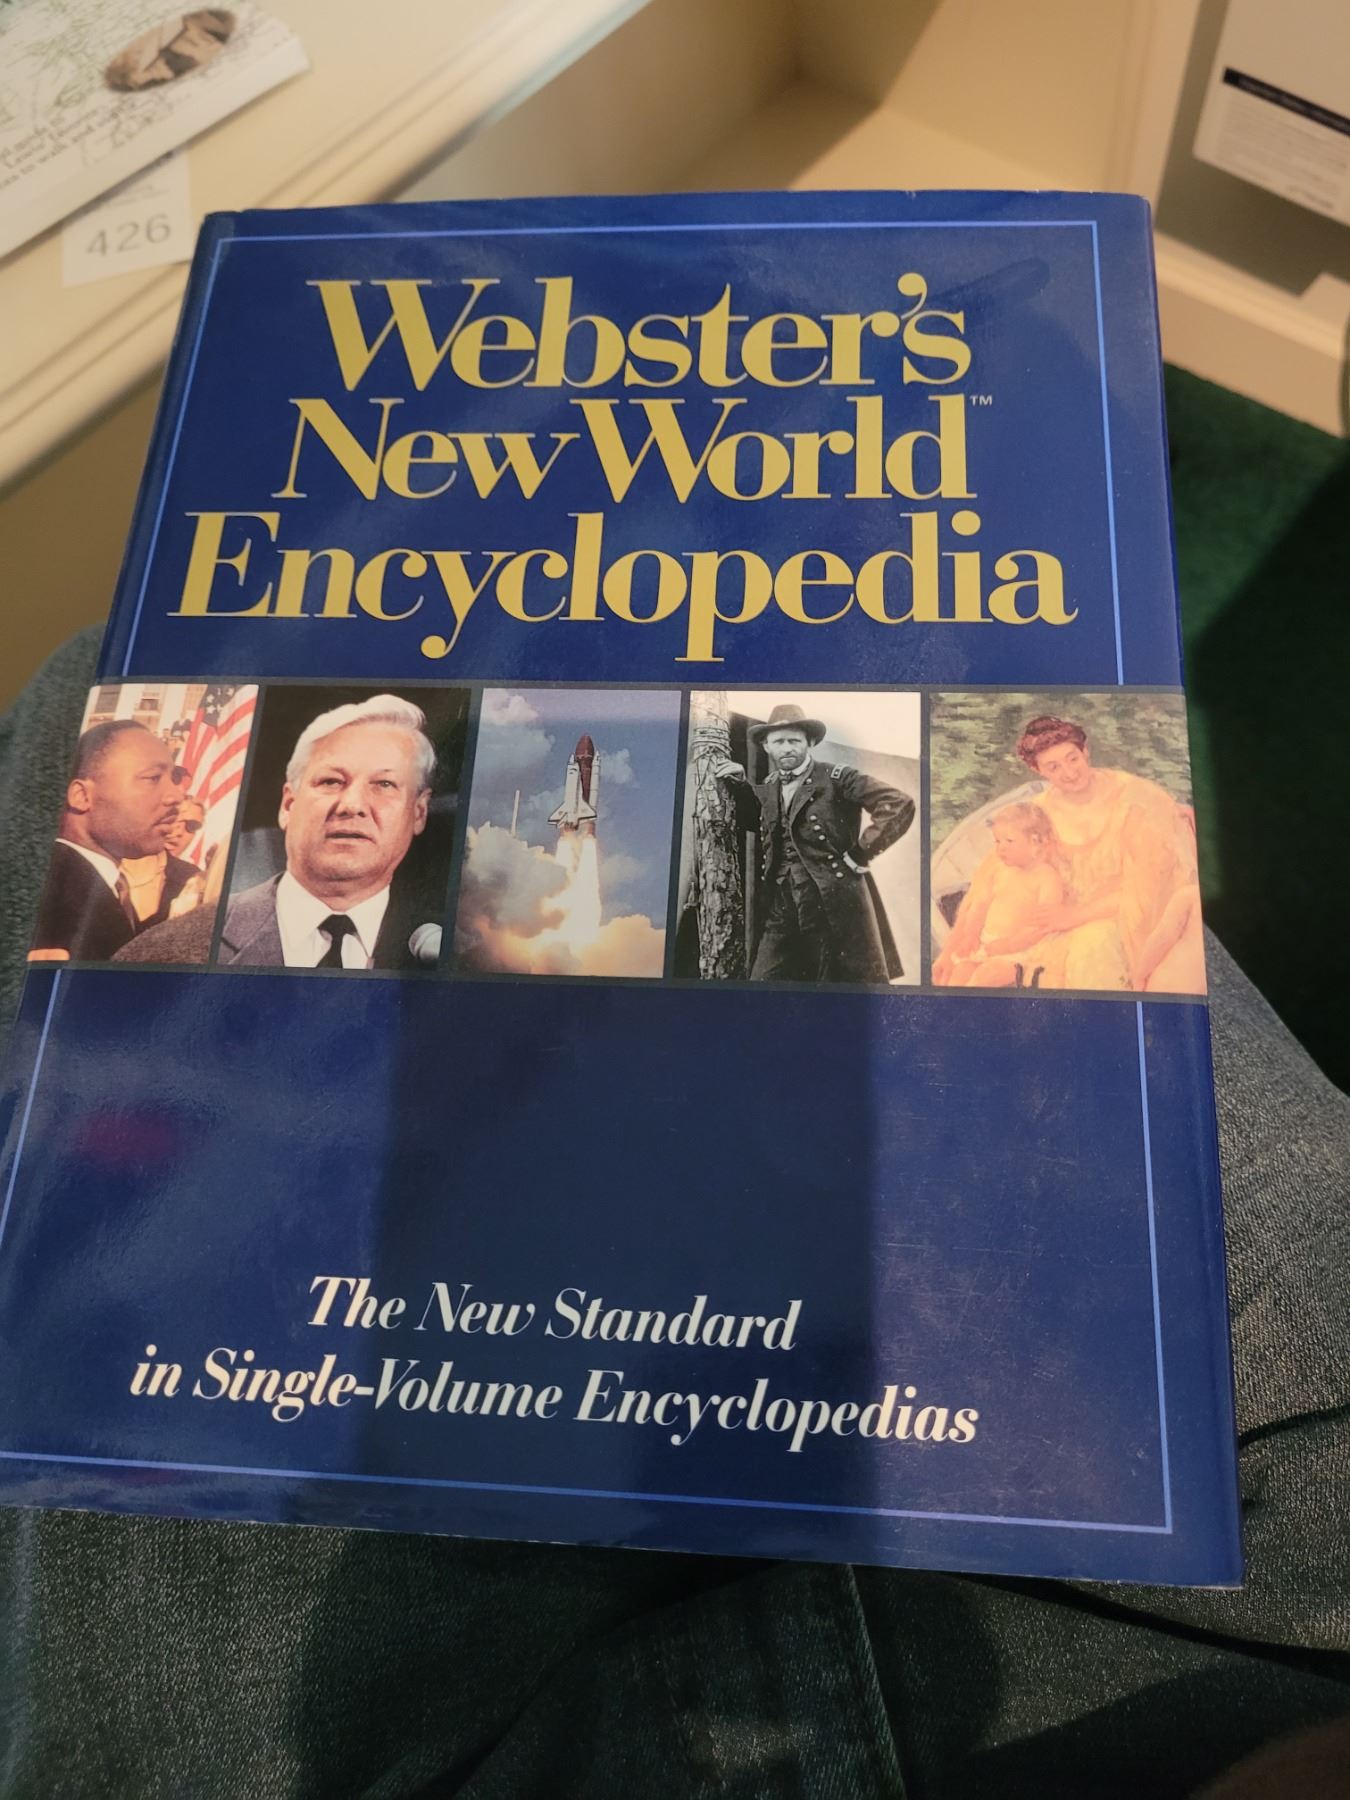 426
Webster's
New World™
Encyclopedia
The New Standard
in Single-Volume Encyclopedias